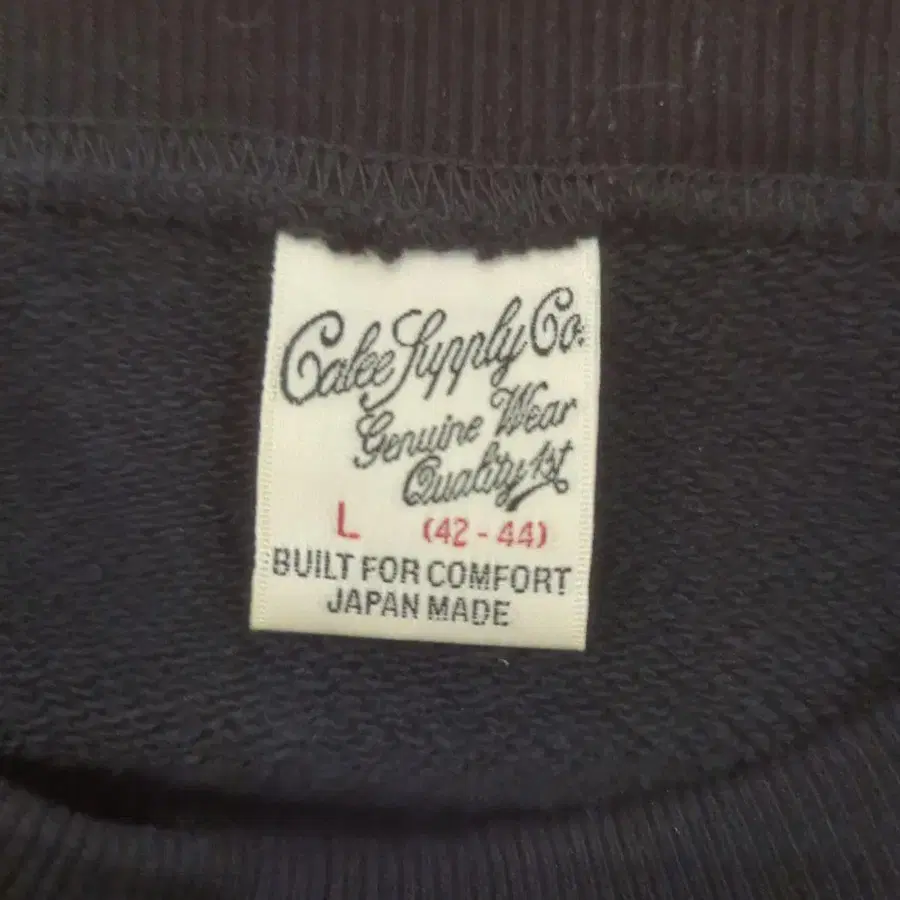 Calee Supply Co.
Genuine Wear
Quality 1st
L (42-44)
BUILT FOR COMFORT
JAPAN MADE